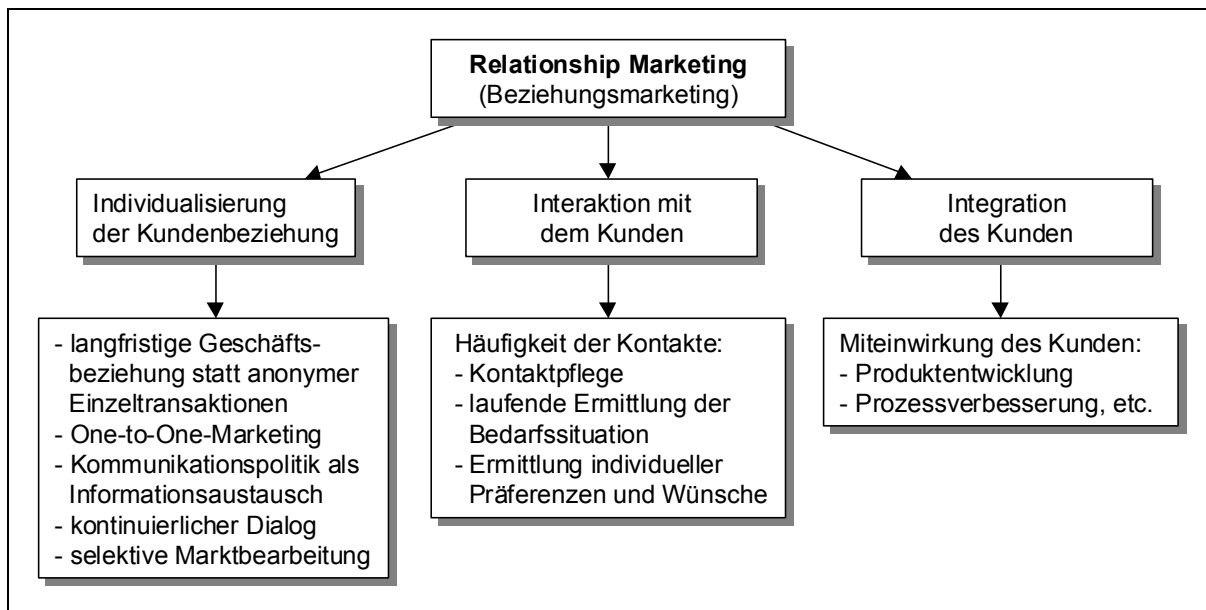 Relationship Marketing
(Beziehungsmarketing)
Individualisierung
der Kundenbeziehung
Interaktion mit
dem Kunden
Integration
des Kunden
- langfristige Geschäfts-
beziehung statt anonymer
Einzeltransaktionen
- One-to-One-Marketing
- Kommunikationspolitik als
Informationsaustausch
- kontinuierlicher Dialog
- selektive Marktbearbeitung
Häufigkeit der Kontakte:
- Kontaktpflege
- laufende Ermittlung der
Bedarfssituation
- Ermittlung individueller
Präferenzen und Wünsche
Miteinwirkung des Kunden:
- Produktentwicklung
- Prozessverbesserung, etc.